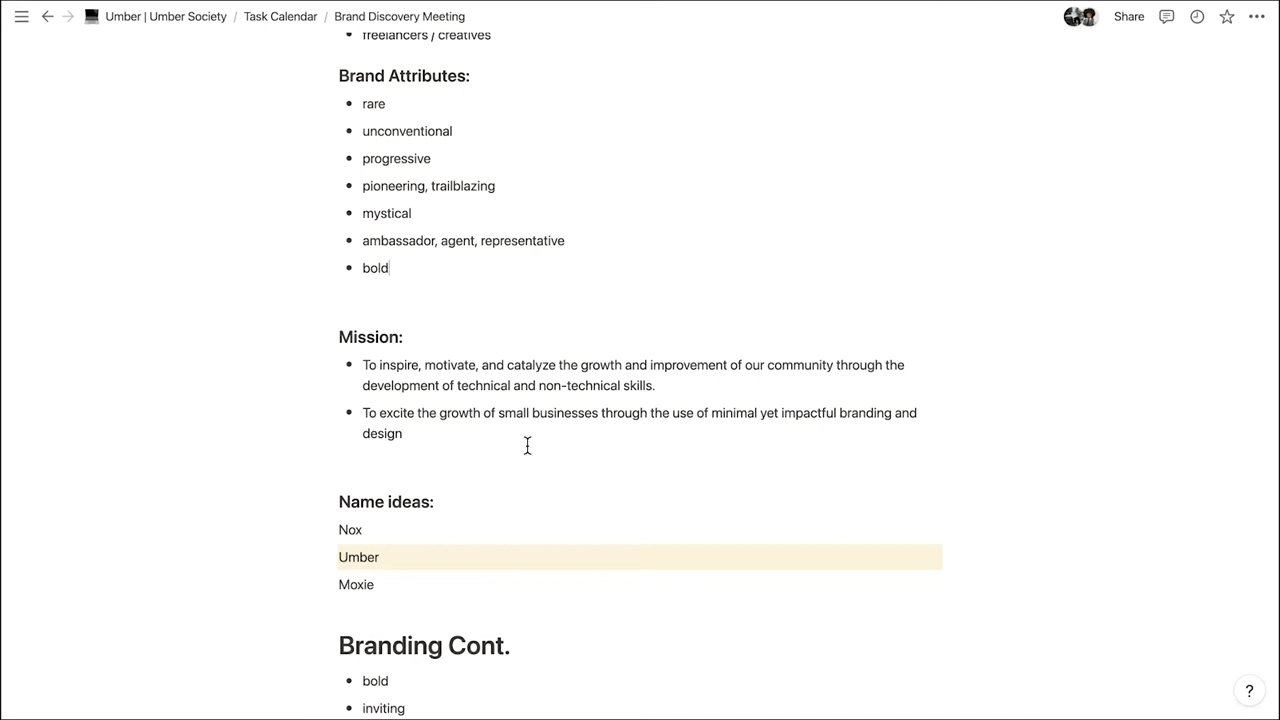 Umber | Umber Society / Task Calendar / Brand Discovery Meeting
Share
freelancers / creatives
Brand Attributes:
rare
unconventional
progressive
pioneering, trailblazing
mystical
ambassador, agent, representative
bold
Mission:
To inspire, motivate, and catalyze the growth and improvement of our community through the
development of technical and non-technical skills.
To excite the growth of small businesses through the use of minimal yet impactful branding and
design
Name ideas:
Nox
Umber
Moxie
Branding Cont.
bold
inviting
?